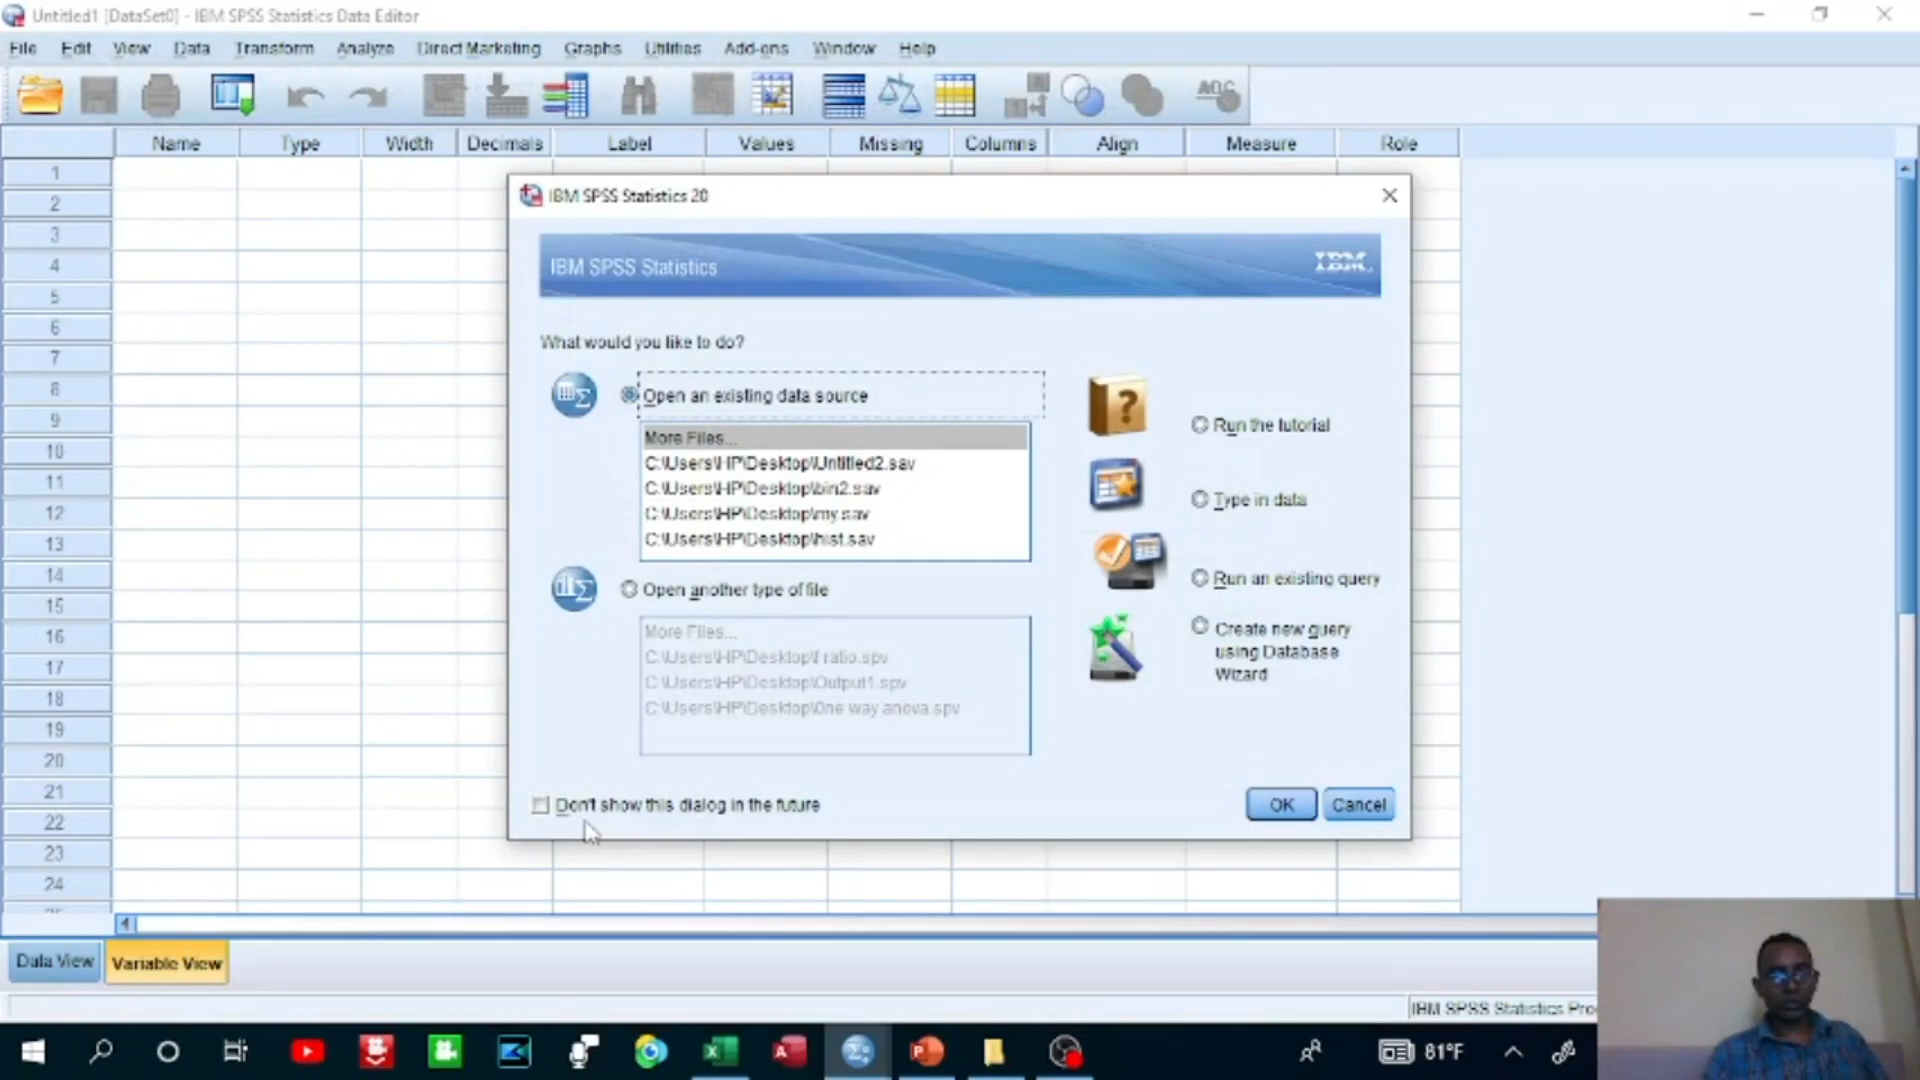 Untitled1 [DataSet0] - IBM SPSS Statistics Data Editor
File Edit View Data Transform Analyze Direct Marketing Graphs Utilities Add-ons Window Help
Name Type Width Decimals Label Values Missing Columns Align Measure Role
1
2
3
4
5
6
7
8
9
10
11
12
13
14
15
16
17
18
19
20
21
22
23
24
IBM SPSS Statistics 20
IBM SPSS Statistics
IBM.
What would you like to do?
Open an existing data source
More Files...
C:\Users\HP\Desktop\Untitled2.sav
C:\Users\HP\Desktop\bin2.sav
C:\Users\HP\Desktop\my.sav
C:\Users\HP\Desktop\hist.sav
Open another type of file
More Files...
C:\Users\HP\Desktop\f ratio.spv
C:\Users\HP\Desktop\Output1.spv
C:\Users\HP\Desktop\One way anova.spv
Run the tutorial
Type in data
Run an existing query
Create new query
using Database
Wizard
Don't show this dialog in the future
OK Cancel
Data View Variable View
IBM SPSS Statistics Pro
81°F